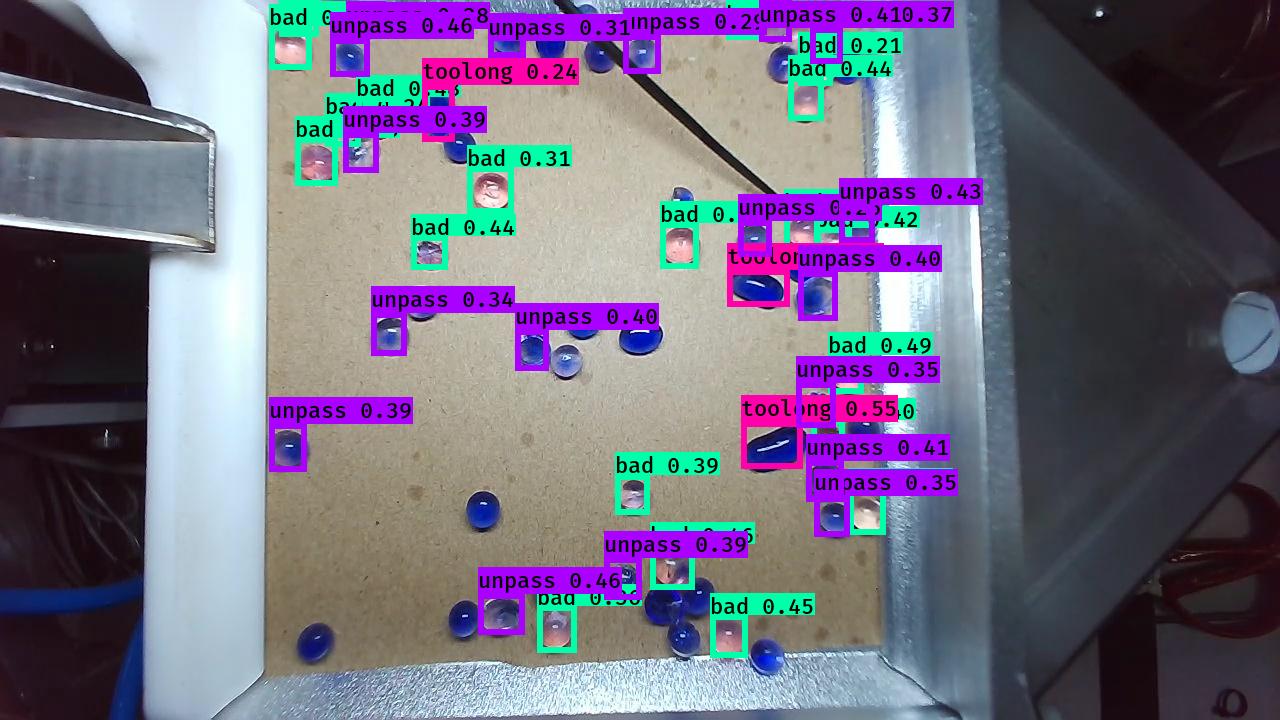 bad
unpass 0.46
unpass 0.31
unpass 0.41
0.37
bad 0.21
bad 0.44
toolong 0.24
unpass 0.39
bad
bad 0.31
unpass 0.43
bad 0.44
unpass
toolong
unpass 0.40
unpass 0.34
unpass 0.40
bad 0.49
unpass 0.35
unpass 0.39
toolong 0.55
unpass 0.41
bad 0.39
unpass 0.35
unpass 0.39
unpass 0.46
bad 0.45